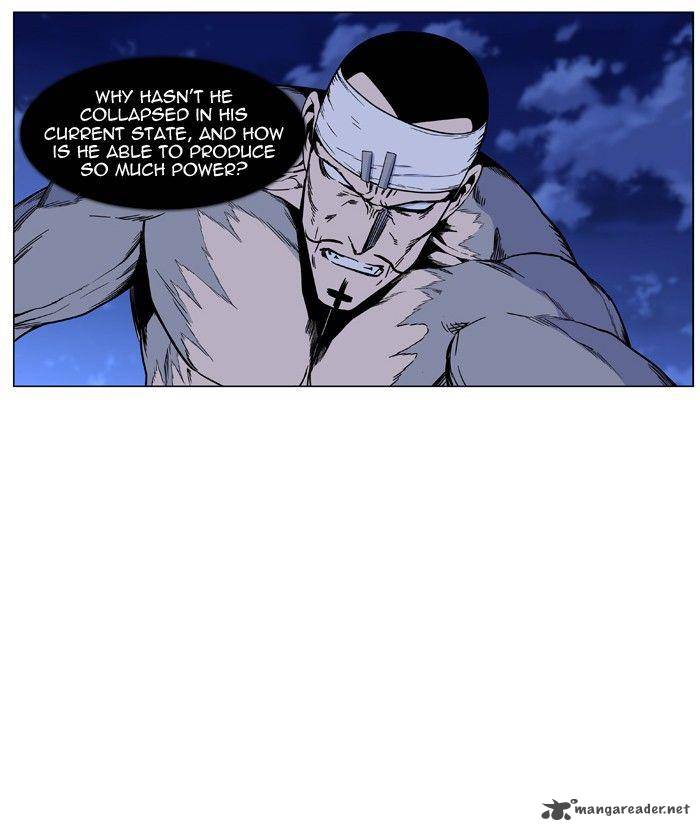 WHY HASN'T HE
COLLAPSED IN HIS
CURRENT STATE, AND HOW
IS HE ABLE TO PRODUCE
SO MUCH POWER?
mangareader.net